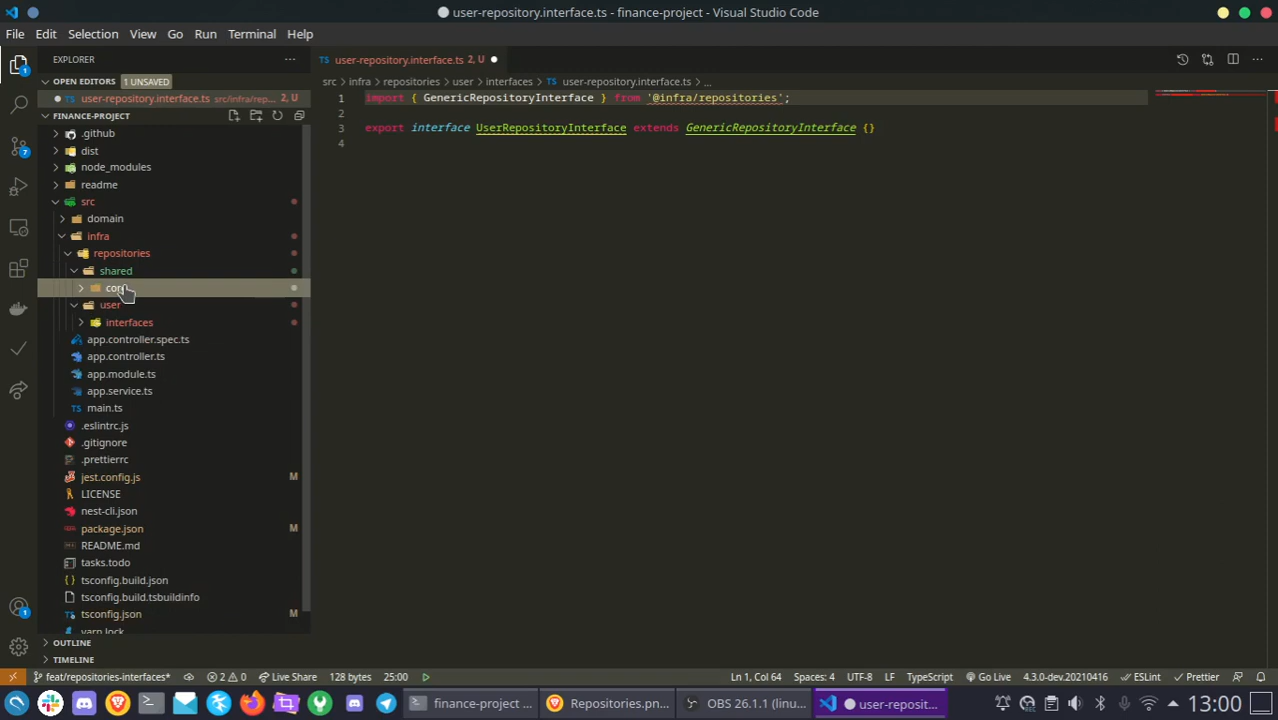 user-repository.interface.ts - finance-project - Visual Studio Code
File Edit Selection View Go Run Terminal Help
EXPLORER
user-repository.interface.ts 2, U
OPEN EDITORS 1 UNSAVED
src infra repositories user interfaces user-repository.interface.ts ...
user-repository.interface.ts src/infra/rep... 2, U
FINANCE-PROJECT
.github
dist
node_modules
readme
src
domain
infra
repositories
shared
user
interfaces
app.controller.spec.ts
app.controller.ts
app.module.ts
app.service.ts
main.ts
.eslintrc.js
.gitignore
.prettierrc
jest.config.js M
LICENSE
nest-cli.json
package.json M
README.md
tasks.todo
tsconfig.build.json
tsconfig.build.tsbuildinfo
tsconfig.json M
yarn.lock
OUTLINE
TIMELINE
1 import { GenericRepositoryInterface } from '@infra/repositories';
2
3 export interface UserRepositoryInterface extends GenericRepositoryInterface {}
4
feat/repositories-interfaces* 2 0 Live Share 128 bytes 25:00 Ln 1, Col 64 Spaces: 4 UTF-8 LF TypeScript Go Live 4.3.0-dev.20210416 ESLint Prettier
finance-project ... Repositories.pn... OBS 26.1.1 (linu... user-reposit... 13:00